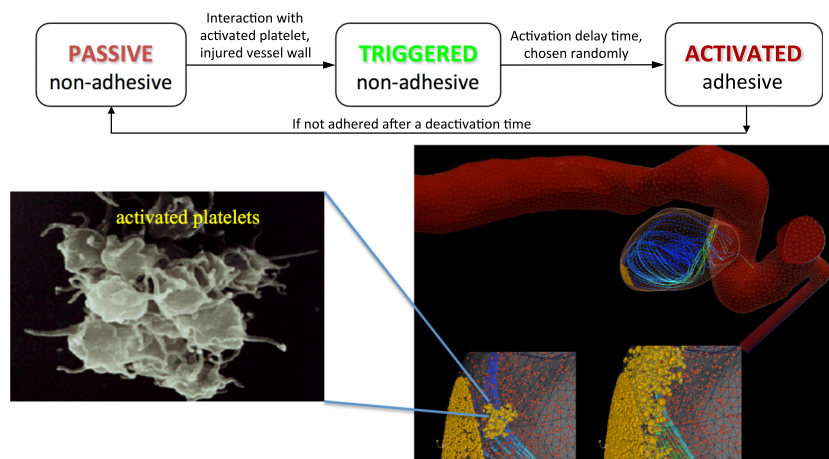 Interaction with
activated platelet,
injured vessel wall
Activation delay time,
chosen randomly
PASSIVE
non-adhesive
TRIGGERED
non-adhesive
ACTIVATED
adhesive
If not adhered after a deactivation time
activated platelets